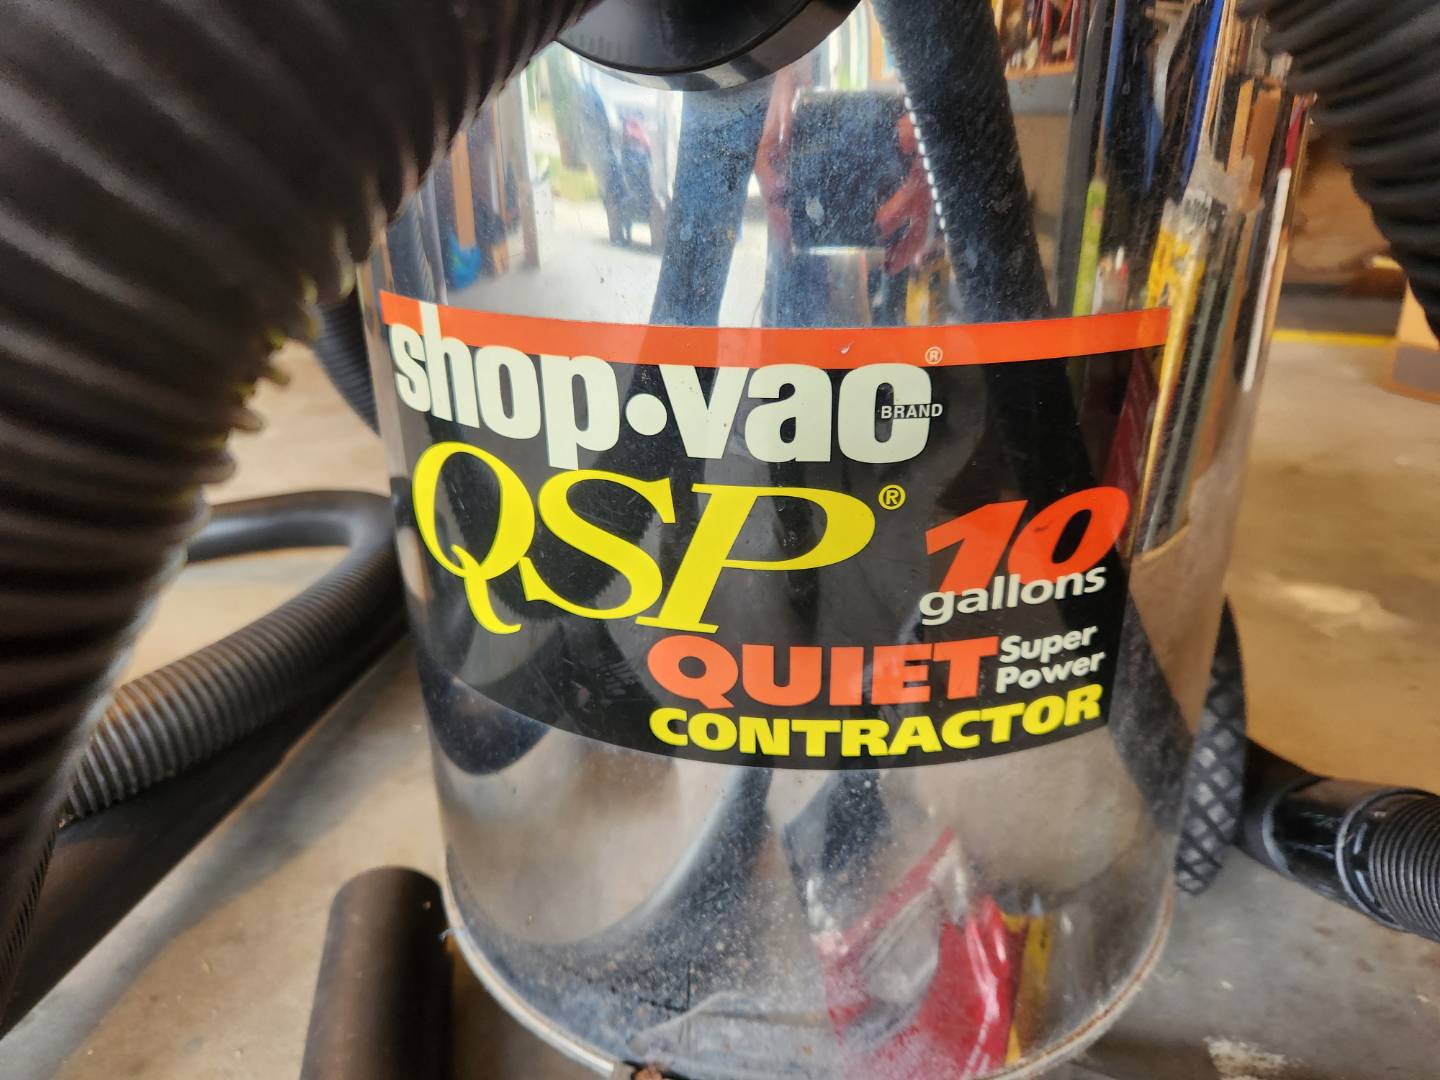 shop·vac®
BRAND
QSP®
10
gallons
QUIET Super Power
CONTRACTOR